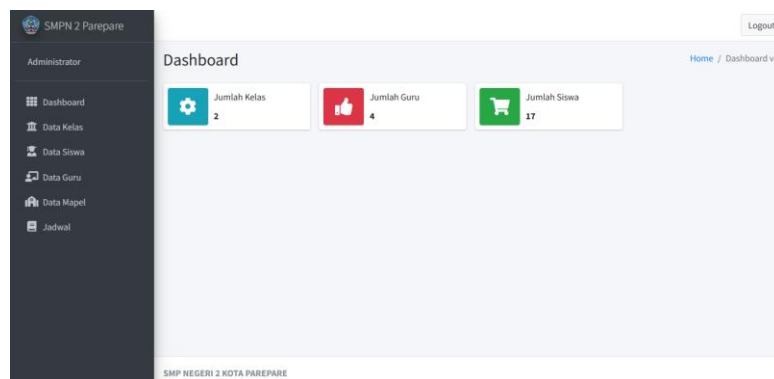 SMPN 2 Parepare
Logout
Administrator
Dashboard
Home / Dashboard v
Dashboard
Data Kelas
Data Siswa
Data Guru
Data Mapel
Jadwal
Jumlah Kelas
2
Jumlah Guru
4
Jumlah Siswa
17
SMP NEGERI 2 KOTA PAREPARE